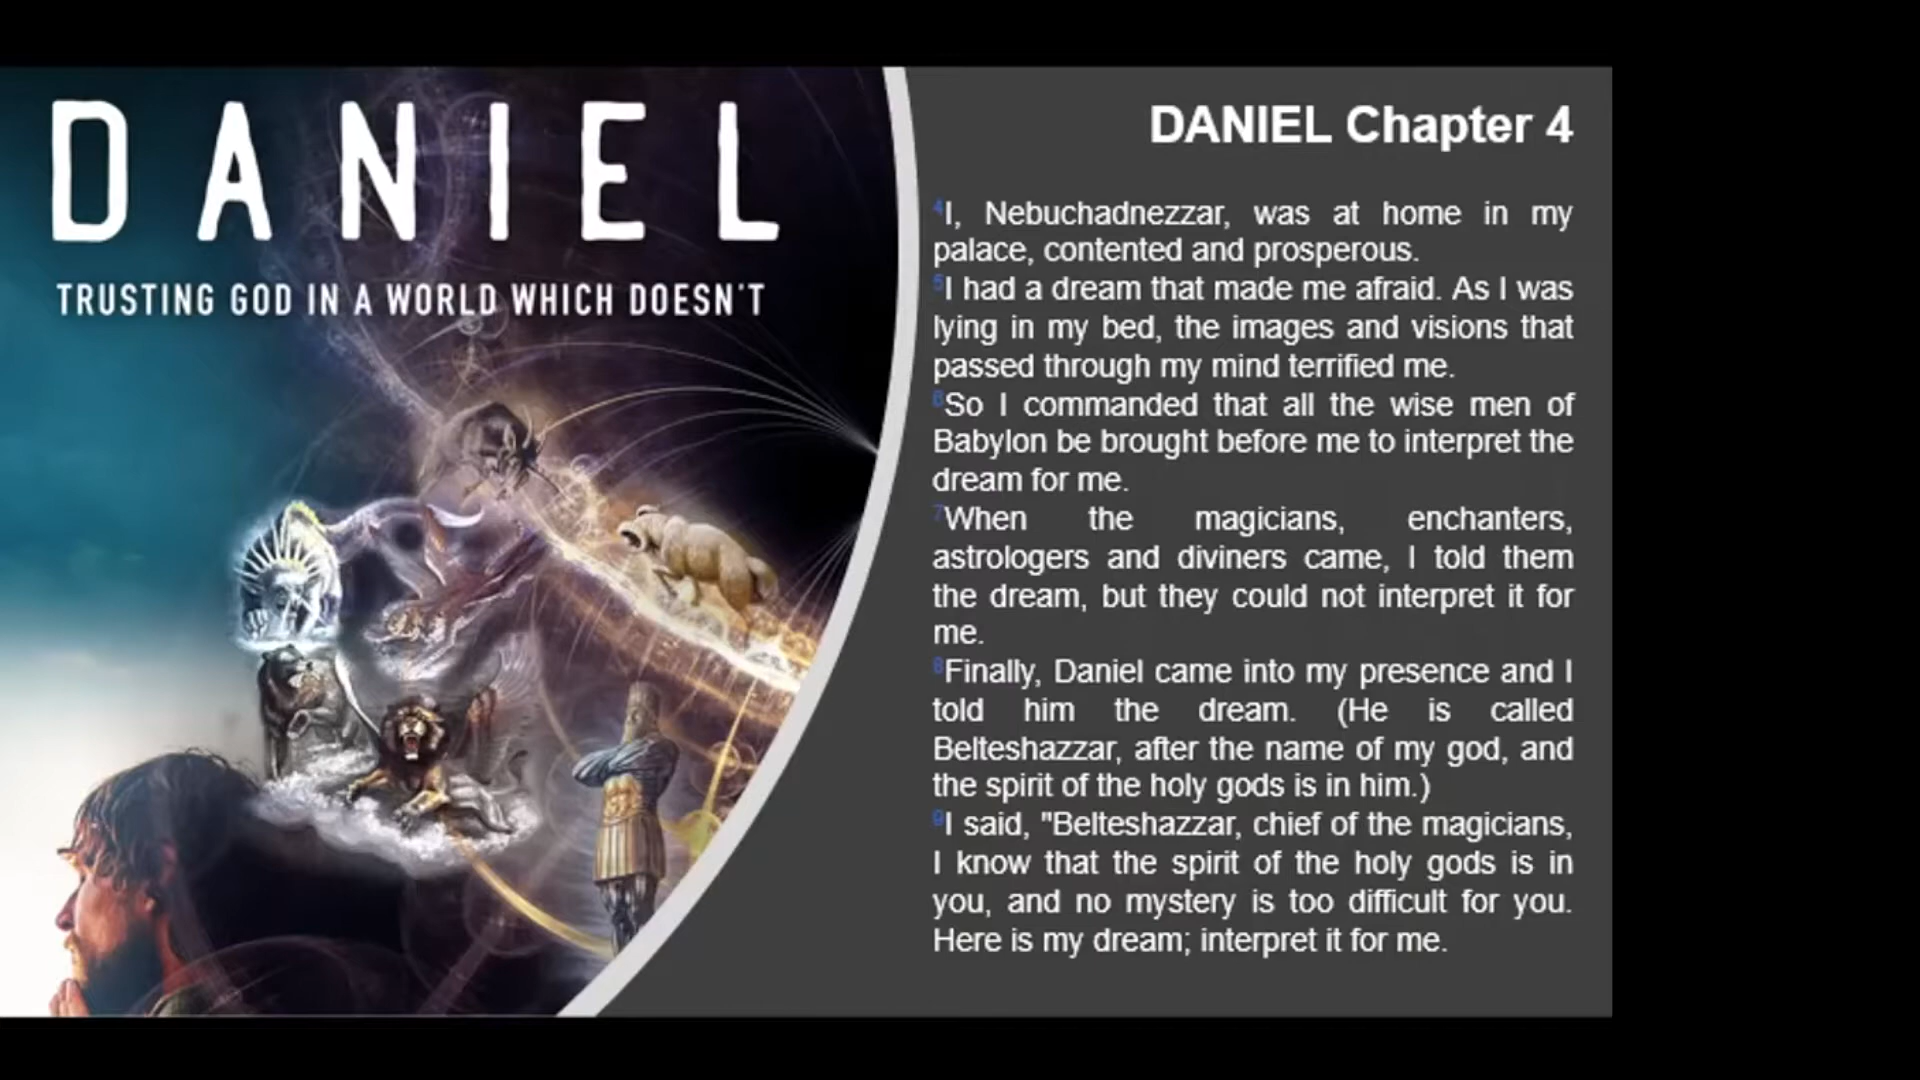 DANIEL
TRUSTING GOD IN A WORLD WHICH DOESN'T
DANIEL Chapter 4
4I, Nebuchadnezzar, was at home in my
palace, contented and prosperous.
5I had a dream that made me afraid. As I was
lying in my bed, the images and visions that
passed through my mind terrified me.
6So I commanded that all the wise men of
Babylon be brought before me to interpret the
dream for me.
7When the magicians, enchanters,
astrologers and diviners came, I told them
the dream, but they could not interpret it for
me.
8Finally, Daniel came into my presence and I
told him the dream. (He is called
Belteshazzar, after the name of my god, and
the spirit of the holy gods is in him.)
9I said, "Belteshazzar, chief of the magicians,
I know that the spirit of the holy gods is in
you, and no mystery is too difficult for you.
Here is my dream; interpret it for me.